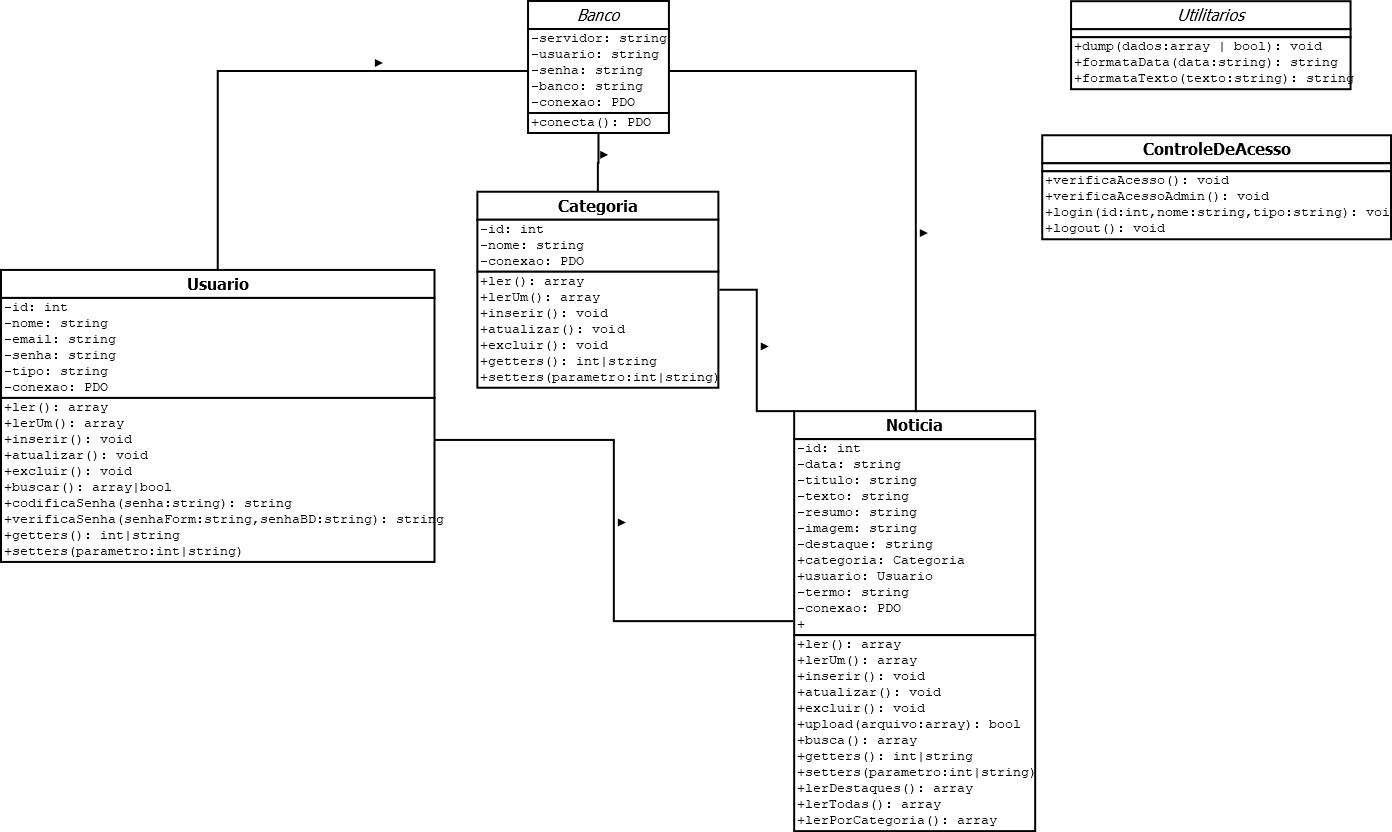 Banco
-servidor: string
-usuario: string
-senha: string
-banco: string
-conexao: PDO
+conecta(): PDO
Utilitarios
+dump(dados:array | bool): void
+formataData(data:string): string
+formataTexto(texto:string): string
ControleDeAcesso
+verificaAcesso(): void
+verificaAcessoAdmin(): void
+login(id:int,nome:string,tipo:string): voi
+logout(): void
Categoria
-id: int
-nome: string
-conexao: PDO
+ler(): array
+lerUm(): array
+inserir(): void
+atualizar(): void
+excluir(): void
+getters(): int|string
+setters(parametro:int|string)
Usuario
-id: int
-nome: string
-email: string
-senha: string
-tipo: string
-conexao: PDO
+ler(): array
+lerUm(): array
+inserir(): void
+atualizar(): void
+excluir(): void
+buscar(): array|bool
+codificaSenha(senha:string): string
+verificaSenha(senhaForm:string,senhaBD:string): string
+getters(): int|string
+setters(parametro:int|string)
Noticia
-id: int
-data: string
-titulo: string
-texto: string
-resumo: string
-imagem: string
-destaque: string
+categoria: Categoria
+usuario: Usuario
-termo: string
-conexao: PDO
+
+ler(): array
+lerUm(): array
+inserir(): void
+atualizar(): void
+excluir(): void
+upload(arquivo:array): bool
+busca(): array
+getters(): int|string
+setters(parametro:int|string)
+lerDestaques(): array
+lerTodas(): array
+lerPorCategoria(): array